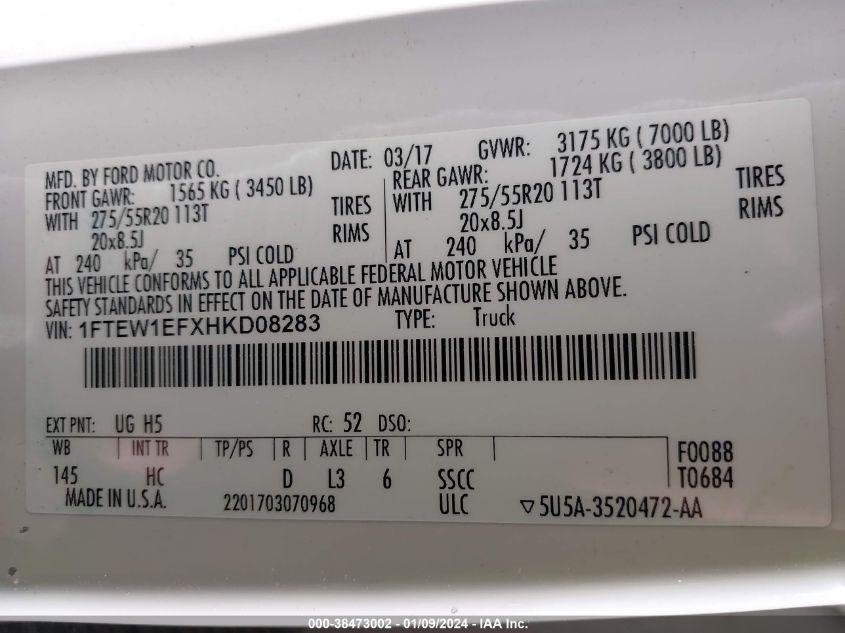 MFD. BY FORD MOTOR CO. DATE: 03/17 GVWR: 3175 KG ( 7000 LB)
FRONT GAWR: 1565 KG ( 3450 LB) REAR GAWR: 1724 KG ( 3800 LB)
WITH 275/55R20 113T TIRES WITH 275/55R20 113T TIRES
20x8.5J RIMS 20x8.5J RIMS
AT 240 kPa/ 35 PSI COLD AT 240 kPa/ 35 PSI COLD
THIS VEHICLE CONFORMS TO ALL APPLICABLE FEDERAL MOTOR VEHICLE
SAFETY STANDARDS IN EFFECT ON THE DATE OF MANUFACTURE SHOWN ABOVE.
VIN: 1FTEW1EFXHKD08283 TYPE: Truck
EXT PNT: UG H5 RC: 52 DSO:
WB INT TR TP/PS R AXLE TR SPR F0088
145 HC D L3 6 SSCC T0684
MADE IN U.S.A. 2201703070968 ULC ▽5U5A-3520472-AA
000-38473002 - 01/09/2024 - IAA Inc.